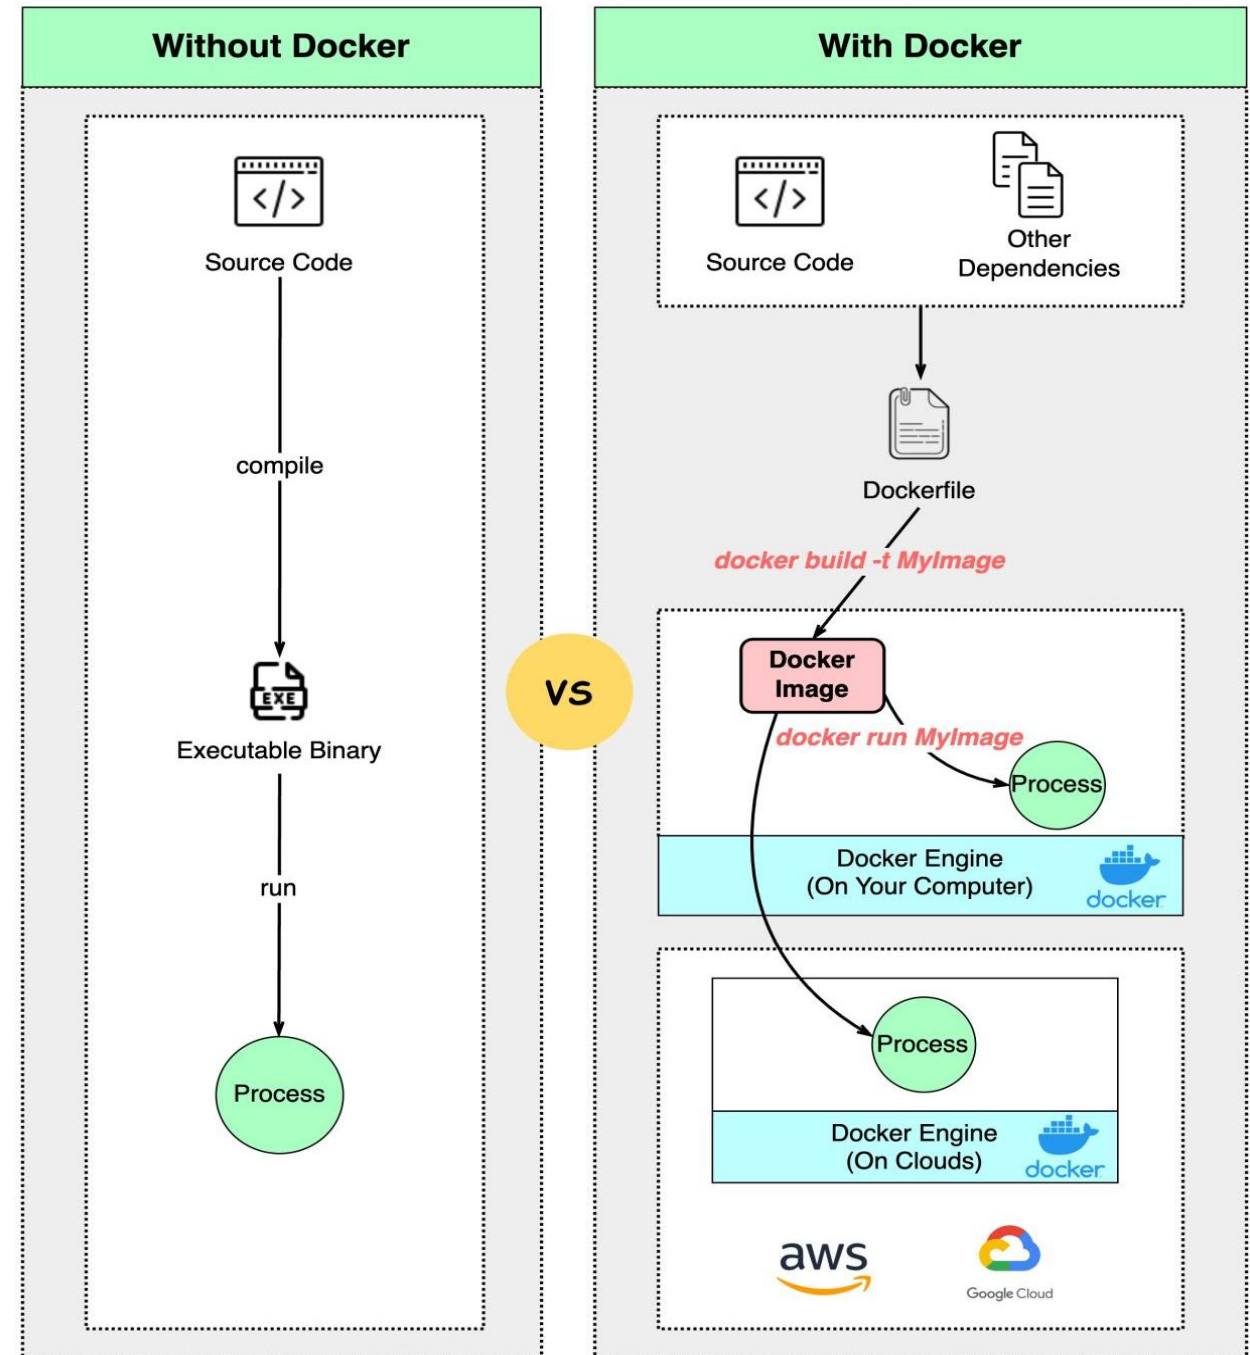 Without Docker
Source Code
compile
</>
EXE
Executable Binary
run
Process
VS
With Docker
</>
Source Code
Other
Dependencies
Dockerfile
docker build -t MyImage
Docker
Image
docker run MyImage
Process
Docker Engine
(On Your Computer)
docker
Process
Docker Engine
(On Clouds)
docker
aws
Google Cloud